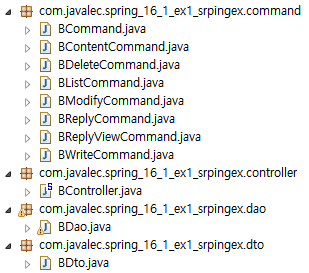 com.javalec.spring_16_1_ex1_srpingex.command
BCommand.java
BContentCommand.java
BDeleteCommand.java
BListCommand.java
BModifyCommand.java
BReplyCommand.java
BReplyViewCommand.java
BWriteCommand.java
com.javalec.spring_16_1_ex1_srpingex.controller
BController.java
com.javalec.spring_16_1_ex1_srpingex.dao
BDao.java
com.javalec.spring_16_1_ex1_srpingex.dto
BDto.java